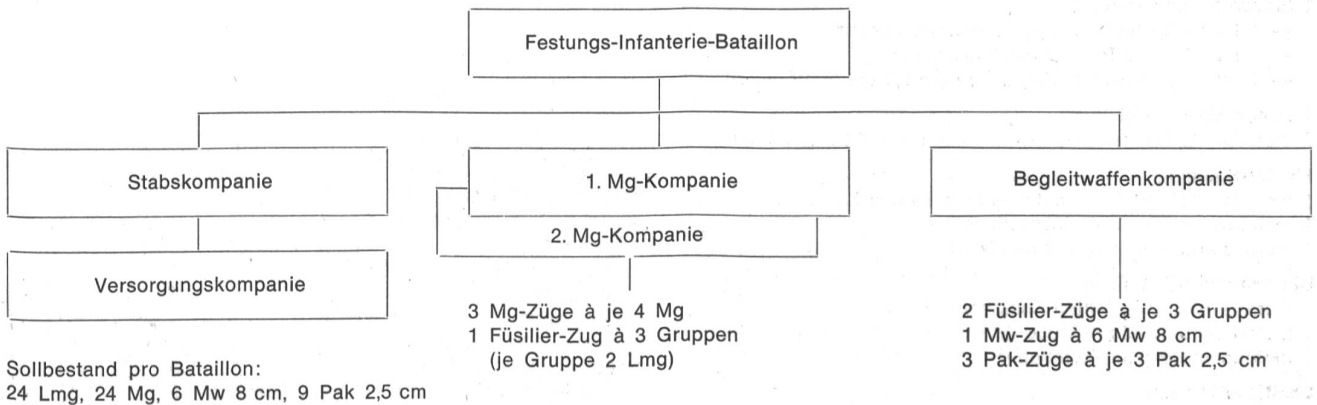 Festungs-Infanterie-Bataillon
Stabskompanie
Versorgungskompanie
1. Mg-Kompanie
2. Mg-Kompanie
3 Mg-Züge à je 4 Mg
1 Füsilier-Zug à 3 Gruppen
(je Gruppe 2 Lmg)
Begleitwaffenkompanie
2 Füsilier-Züge à je 3 Gruppen
1 Mw-Zug à 6 Mw 8 cm
3 Pak-Züge à je 3 Pak 2,5 cm
Sollbestand pro Bataillon:
24 Lmg, 24 Mg, 6 Mw 8 cm, 9 Pak 2,5 cm